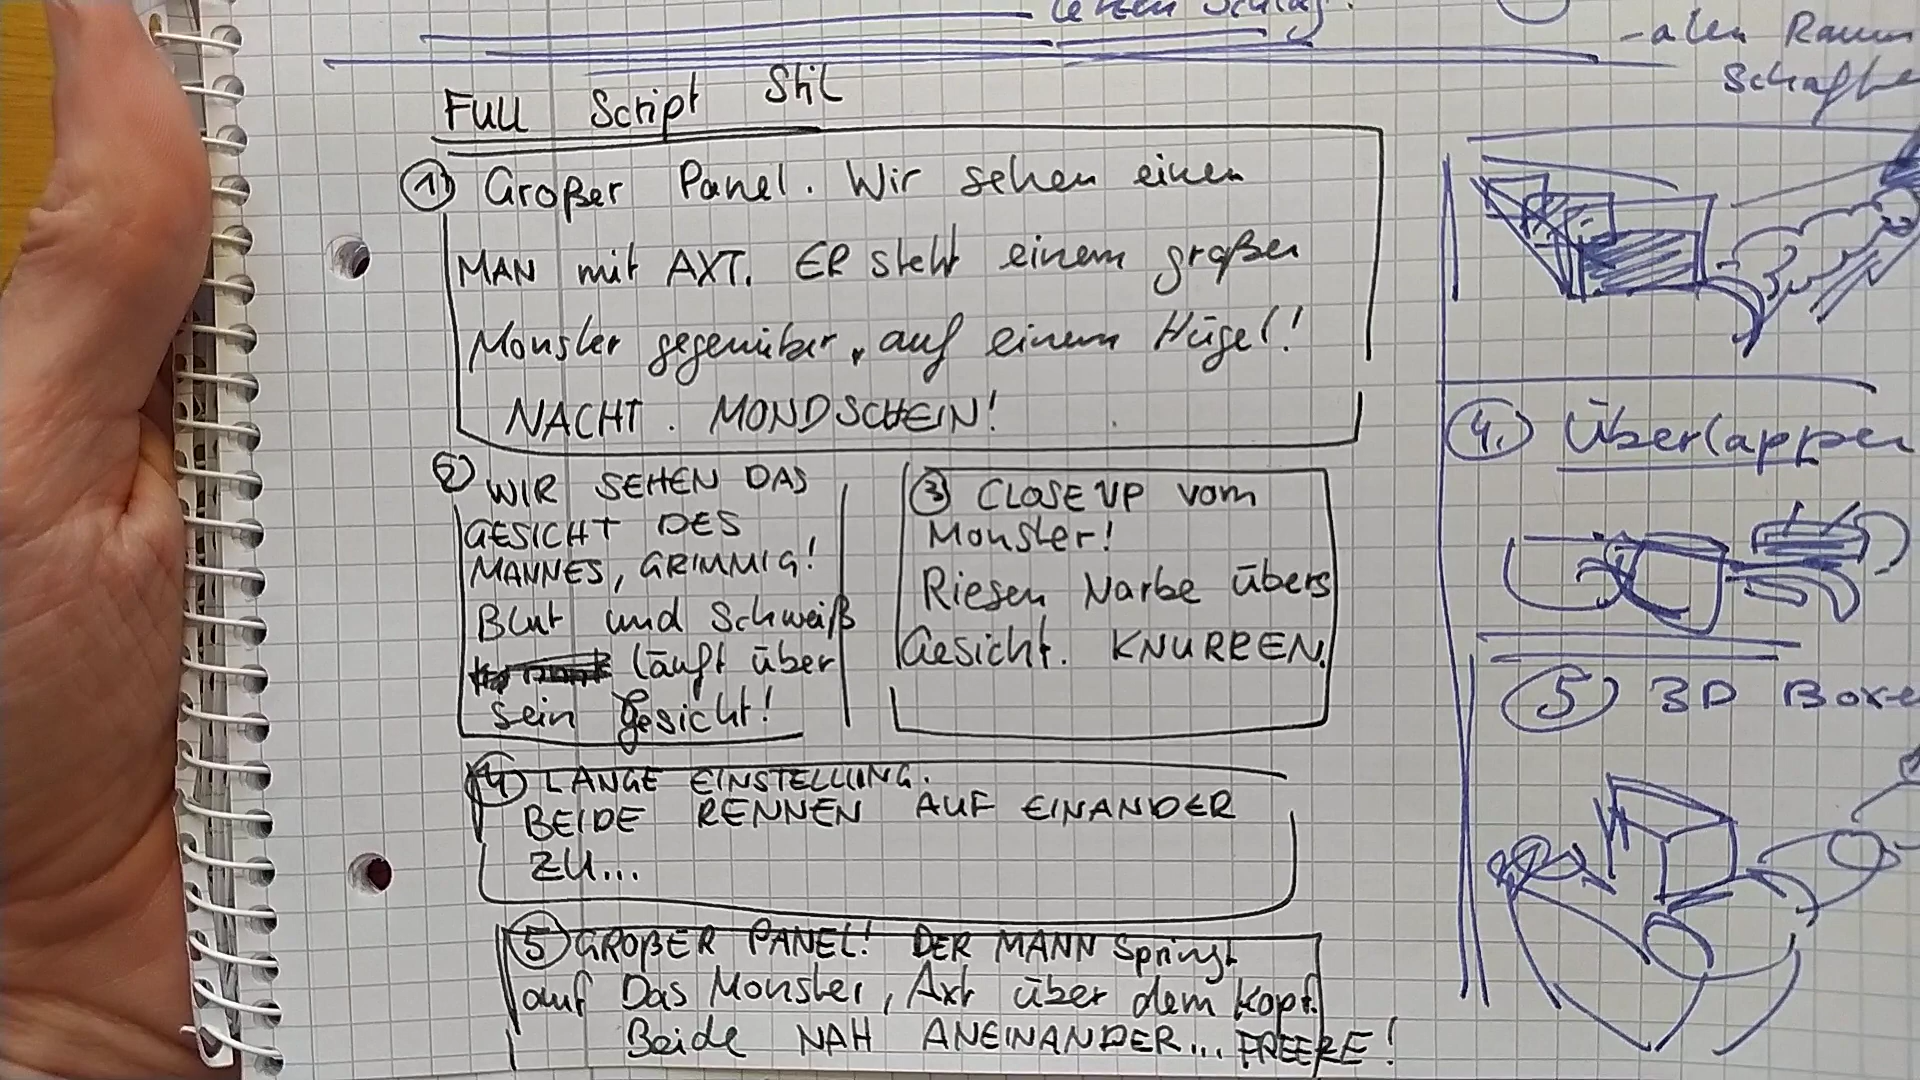 letzten Schlag!
Full Script Stil
① Großer Panel. Wir sehen einen
MAN mit AXT. ER steht einem großen
Monster gegenüber, auf einem Hügel!
NACHT. MONDSCHEIN!
② WIR SEHEN DAS
GESICHT DES
MANNES, GRIMMIG!
Blut und Schweiß
läuft über
sein Gesicht!
③ CLOSE UP vom
Monster!
Riesen Narbe übers
Gesicht. KNURREN.
④ LANGE EINSTELLUNG.
BEIDE RENNEN AUF EINANDER
ZU...
⑤ GROßER PANEL! DER MANN Springt
auf Das Monster, Axt über dem Kopf.
Beide NAH ANEINANDER...
Raum
4. Überlappen
5 3D Boxe